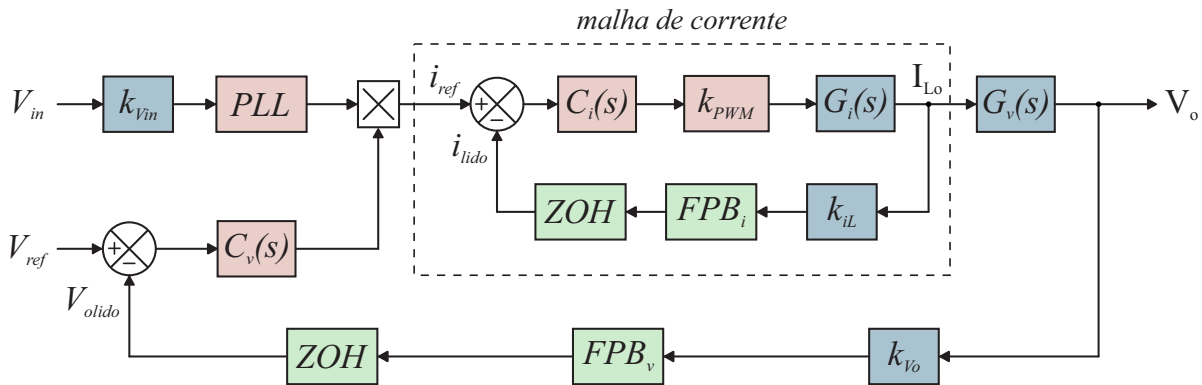 malha de corrente
V_in k_Vin PLL i_ref + − C_i(s) k_PWM G_i(s) I_Lo G_v(s) V_o
i_lido ZOH FPB_i k_iL
V_ref + − C_v(s)
V_olido ZOH FPB_v k_Vo